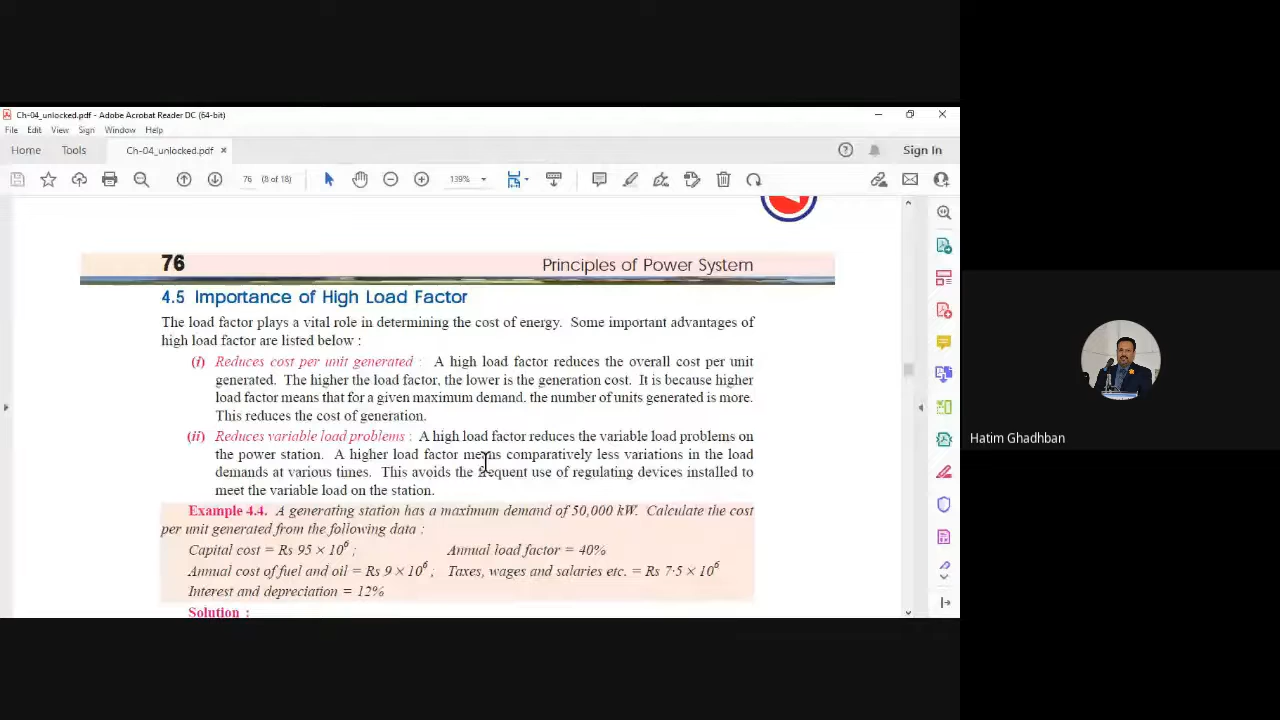 Ch-04_unlocked.pdf - Adobe Acrobat Reader DC (64-bit)
File Edit View Sign Window Help
Home Tools Ch-04_unlocked.pdf × Sign In
76 (8 of 18) 139%
76 Principles of Power System
4.5 Importance of High Load Factor
The load factor plays a vital role in determining the cost of energy. Some important advantages of
high load factor are listed below :
(i) Reduces cost per unit generated : A high load factor reduces the overall cost per unit
generated. The higher the load factor, the lower is the generation cost. It is because higher
load factor means that for a given maximum demand, the number of units generated is more.
This reduces the cost of generation.
(ii) Reduces variable load problems : A high load factor reduces the variable load problems on
the power station. A higher load factor means comparatively less variations in the load
demands at various times. This avoids the frequent use of regulating devices installed to
meet the variable load on the station.
Example 4.4. A generating station has a maximum demand of 50,000 kW. Calculate the cost
per unit generated from the following data :
Capital cost = Rs 95 × 10⁶ ; Annual load factor = 40%
Annual cost of fuel and oil = Rs 9 × 10⁶ ; Taxes, wages and salaries etc. = Rs 7·5 × 10⁶
Interest and depreciation = 12%
Solution :
Hatim Ghadhban